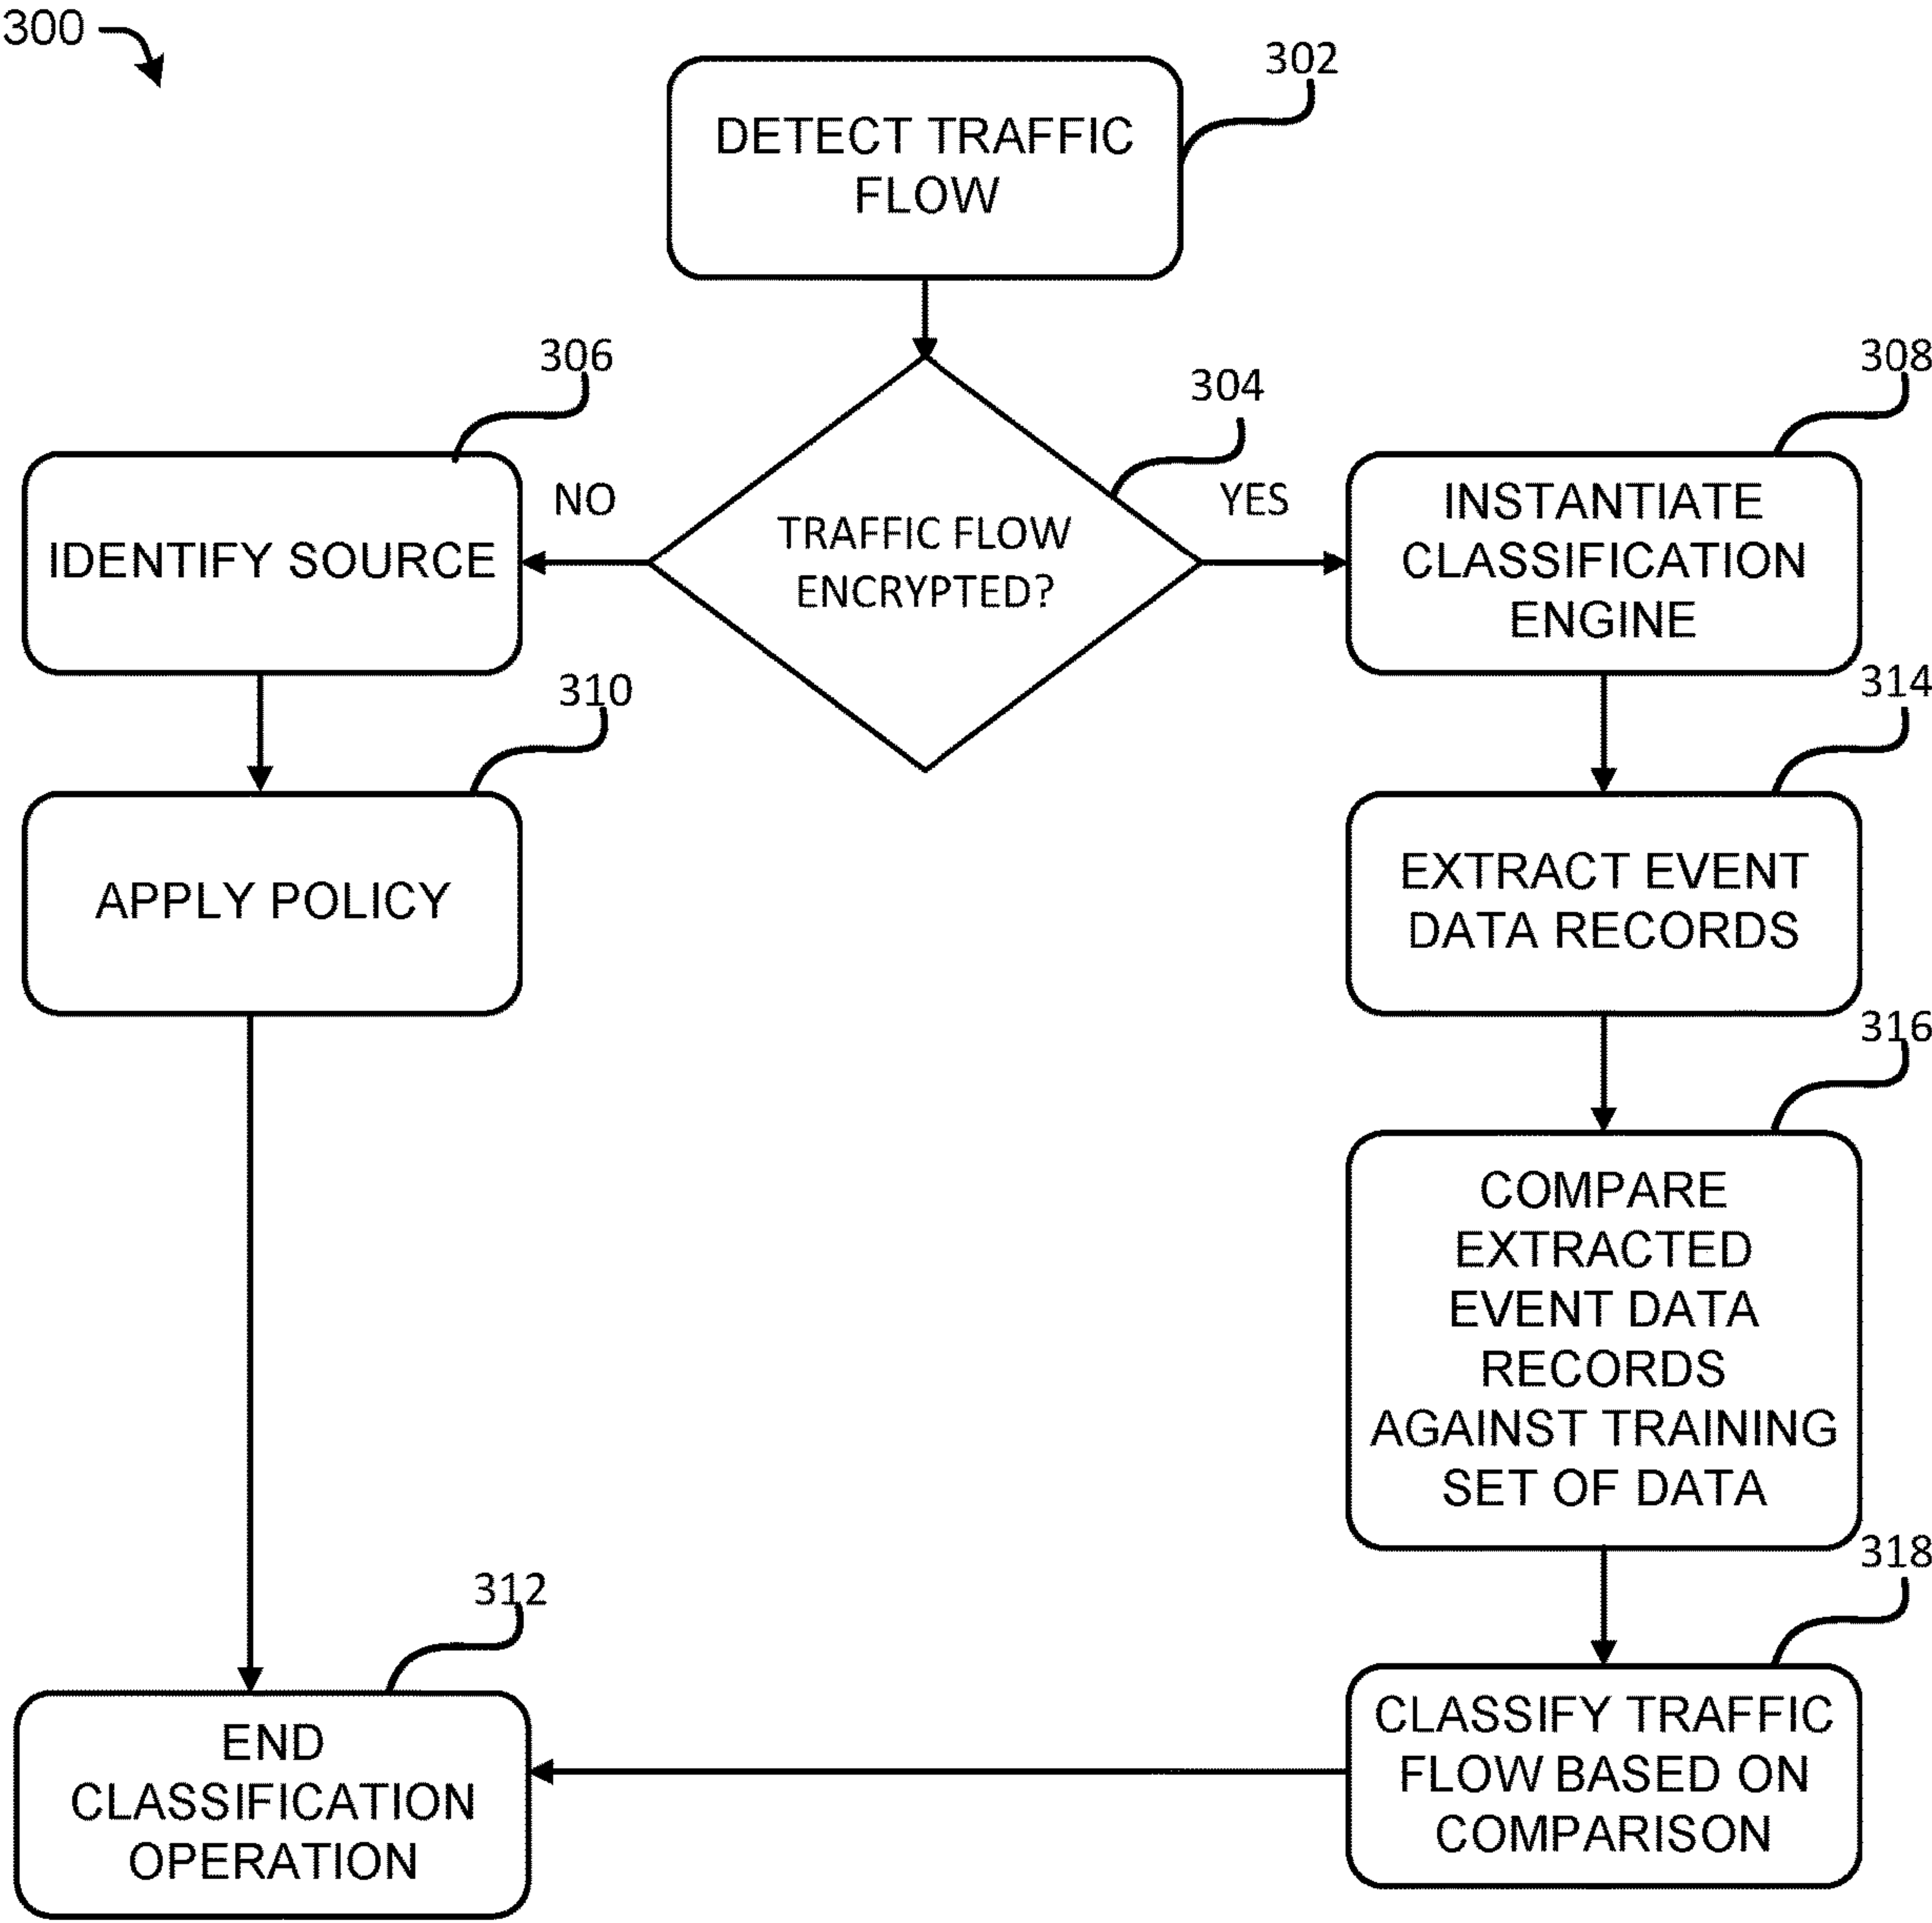 300
302
DETECT TRAFFIC
FLOW
304
TRAFFIC FLOW
ENCRYPTED?
NO
YES
306
IDENTIFY SOURCE
308
INSTANTIATE
CLASSIFICATION
ENGINE
310
APPLY POLICY
314
EXTRACT EVENT
DATA RECORDS
316
COMPARE
EXTRACTED
EVENT DATA
RECORDS
AGAINST TRAINING
SET OF DATA
318
CLASSIFY TRAFFIC
FLOW BASED ON
COMPARISON
312
END
CLASSIFICATION
OPERATION